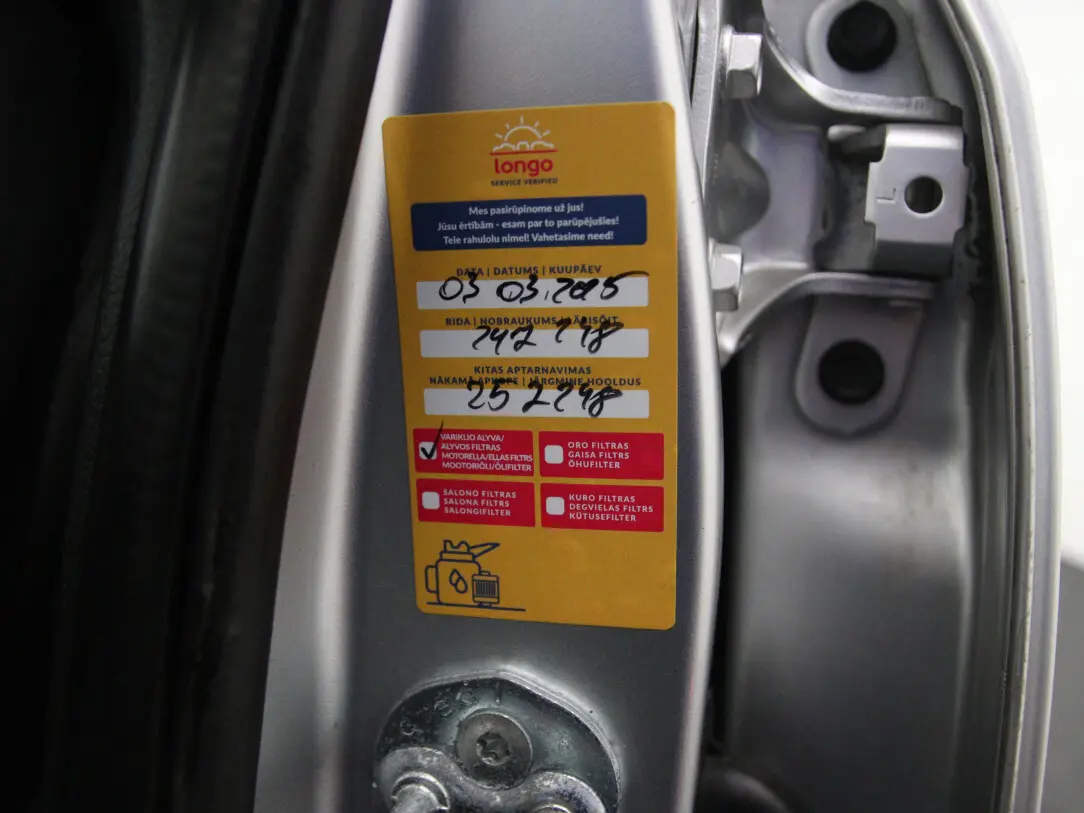 longo
SERVICE VERIFIED
Mes pasirūpinome už jus!
Jūsu ērtībām - esam par to parūpējušies!
Teie rahulolu nimel! Vahetasime need!
DATA | DATUMS | KUUPÄEV
03 03.2025
RIDA | NOBRAUKUMS | LÄBISÕIT
242 248
KITAS APTARNAVIMAS
NĀKAMĀ APKOPE | JÄRGMINE HOOLDUS
252248
VARIKLIO ALYVA/
ALYVOS FILTRAS
MOTORELLA/ELLAS FILTRS
MOOTORIÕLI/ÕLIFILTER
ORO FILTRAS
GAISA FILTRS
ÕHUFILTER
SALONO FILTRAS
SALONA FILTRS
SALONGIFILTER
KURO FILTRAS
DEGVIELAS FILTRS
KÜTUSEFILTER
L